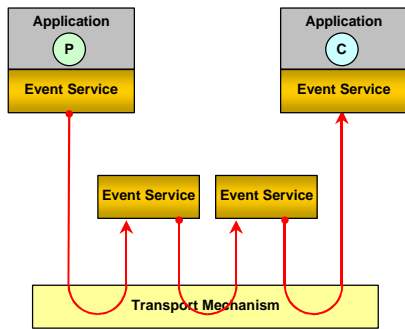 Application
P
Event Service
Application
C
Event Service
Event Service
Event Service
Transport Mechanism